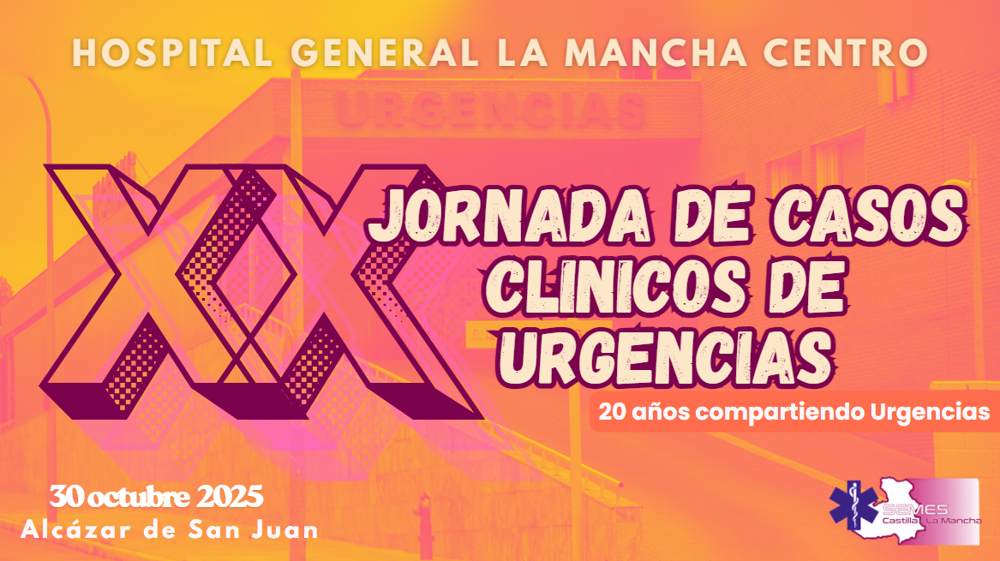 HOSPITAL GENERAL LA MANCHA CENTRO
URGENCIAS
XX
JORNADA DE CASOS
CLINICOS DE
URGENCIAS
20 años compartiendo Urgencias
30 octubre 2025
Alcázar de San Juan
SEMES
Castilla La Mancha